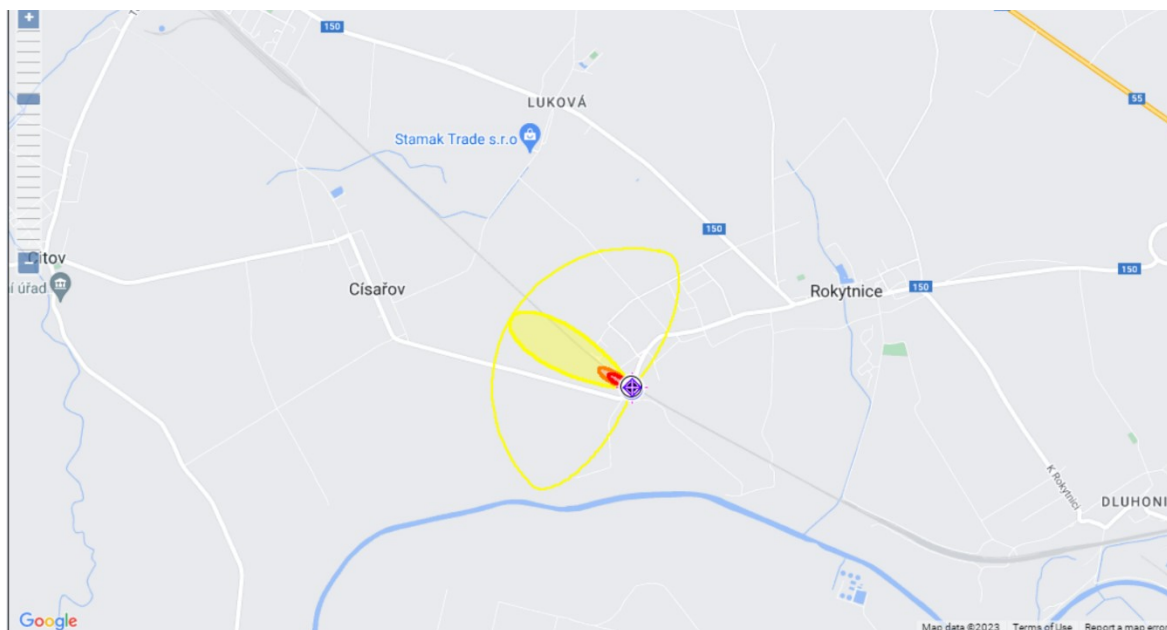 150
LUKOVÁ
Stamak Trade s.r.o
55
150
Citov
í úřad
Císařov
Rokytnice
150
150
K Rokytnici
DLUHONI
Google
Map data ©2023 Terms of Use Report a map error